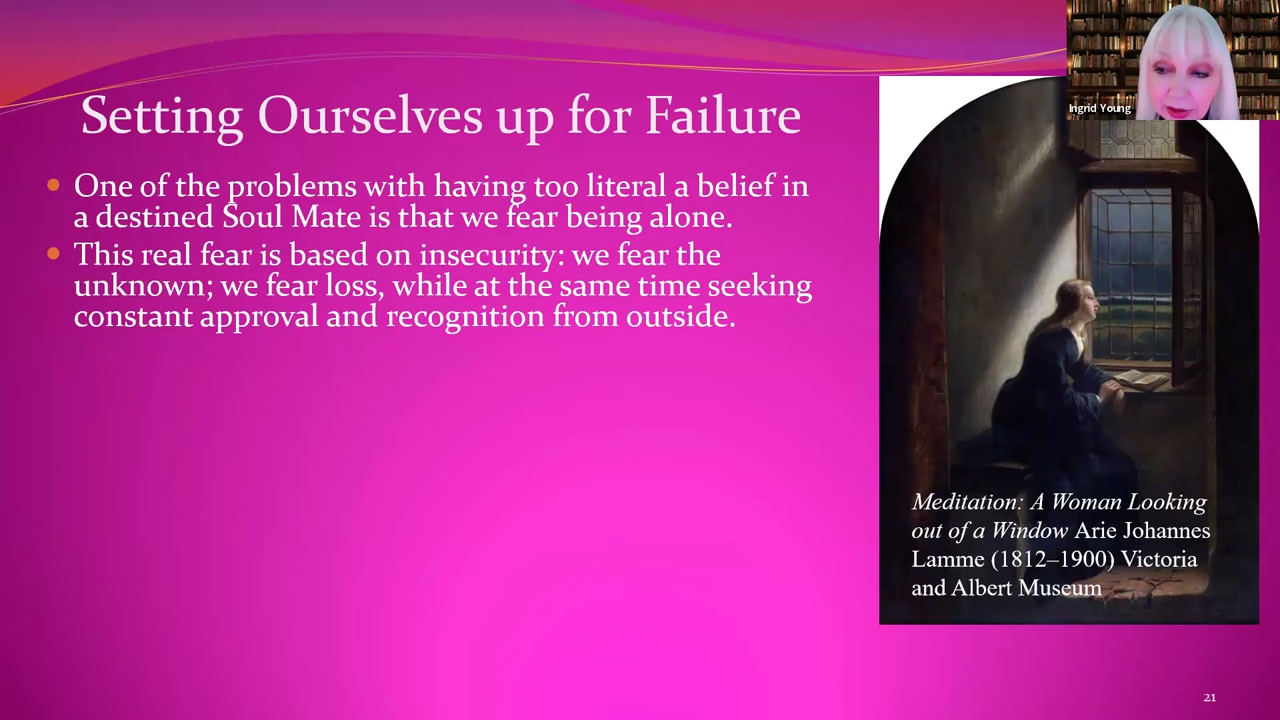 Setting Ourselves up for Failure
One of the problems with having too literal a belief in
a destined Soul Mate is that we fear being alone.
This real fear is based on insecurity: we fear the
unknown; we fear loss, while at the same time seeking
constant approval and recognition from outside.
Ingrid Young
Meditation: A Woman Looking
out of a Window Arie Johannes
Lamme (1812–1900) Victoria
and Albert Museum
21